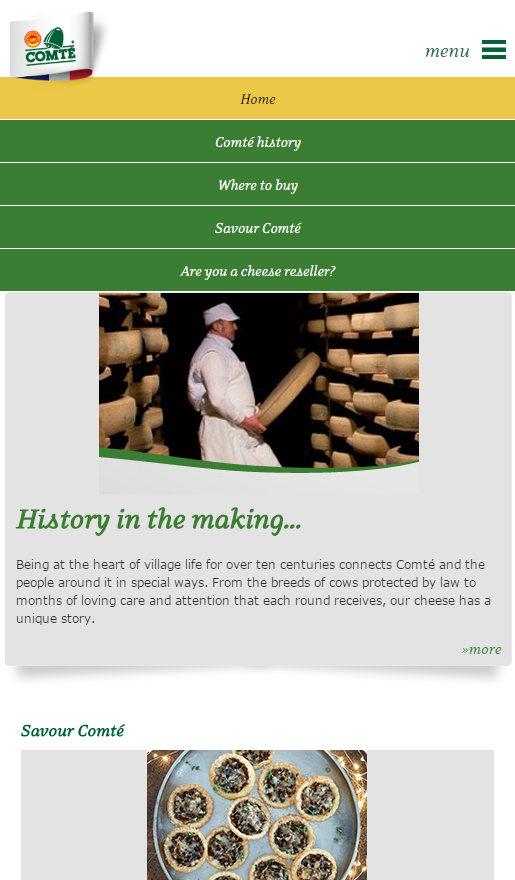 COMTÉ
menu
Home
Comté history
Where to buy
Savour Comté
Are you a cheese reseller?
History in the making...
Being at the heart of village life for over ten centuries connects Comté and the
people around it in special ways. From the breeds of cows protected by law to
months of loving care and attention that each round receives, our cheese has a
unique story.
»more
Savour Comté